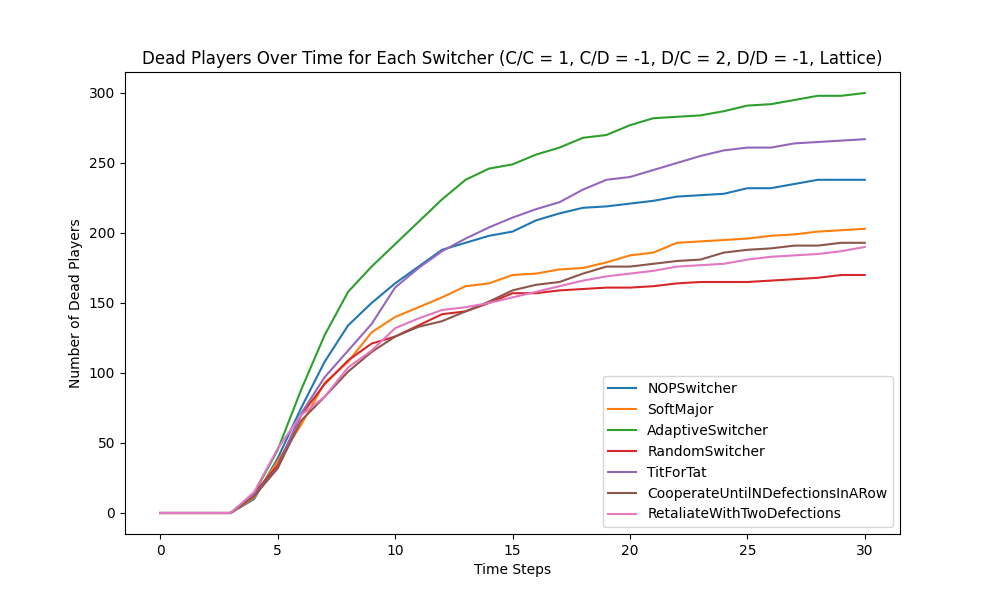 Dead Players Over Time for Each Switcher (C/C = 1, C/D = -1, D/C = 2, D/D = -1, Lattice)
Number of Dead Players
300
250
200
150
100
50
0
NOPSwitcher
SoftMajor
AdaptiveSwitcher
RandomSwitcher
TitForTat
CooperateUntilNDefectionsInARow
RetaliateWithTwoDefections
0 5 10 15 20 25 30
Time Steps